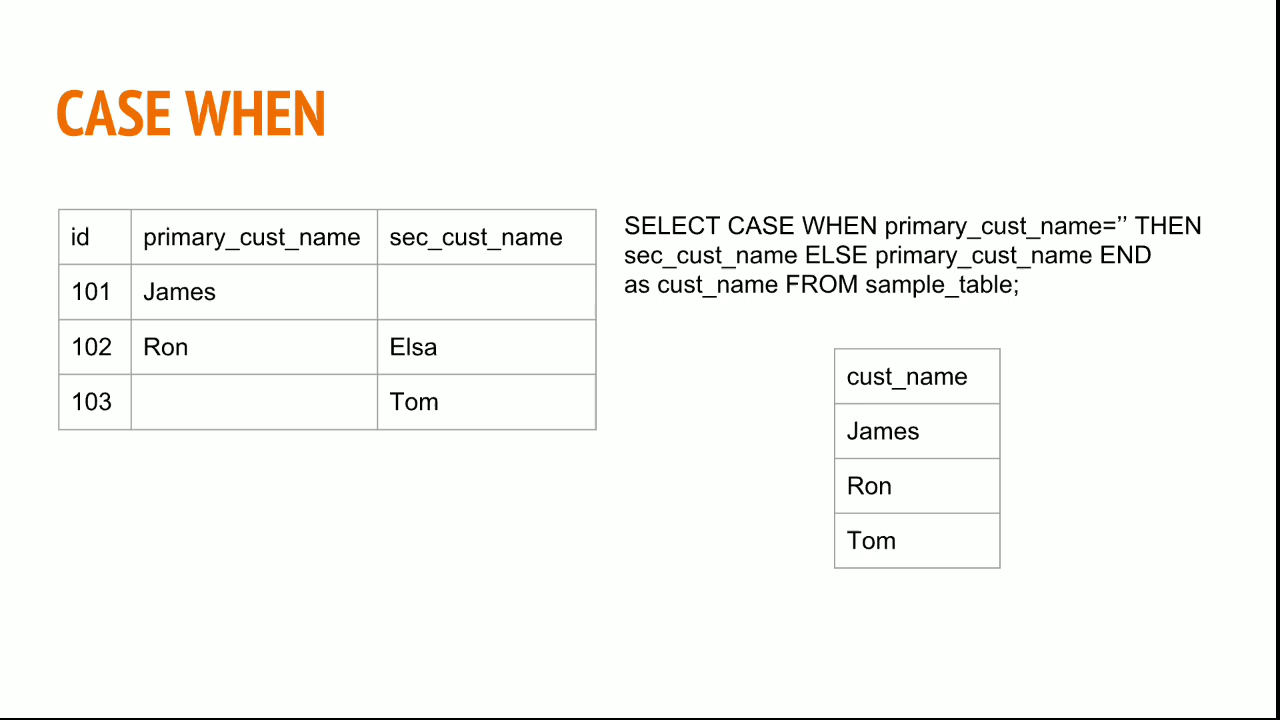 CASE WHEN
id primary_cust_name sec_cust_name
101 James
102 Ron Elsa
103 Tom
SELECT CASE WHEN primary_cust_name=’’ THEN
sec_cust_name ELSE primary_cust_name END
as cust_name FROM sample_table;
cust_name
James
Ron
Tom